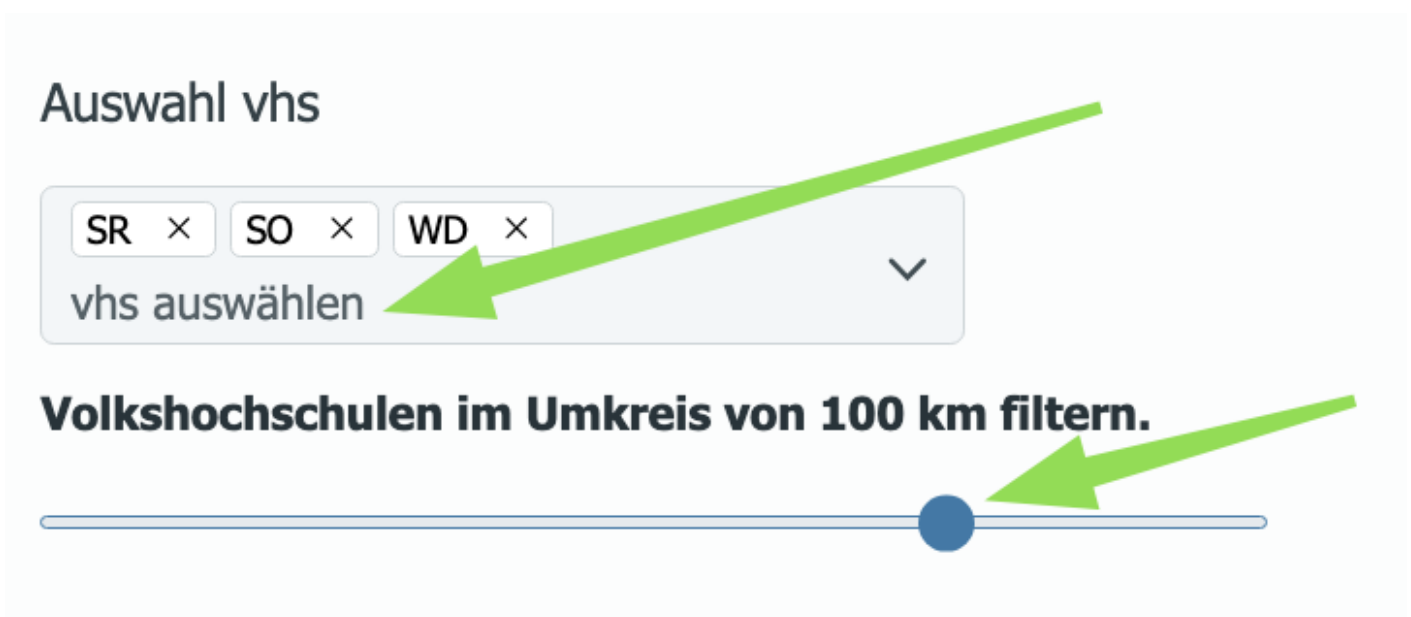 Auswahl vhs
SR × SO × WD ×
vhs auswählen
Volkshochschulen im Umkreis von 100 km filtern.